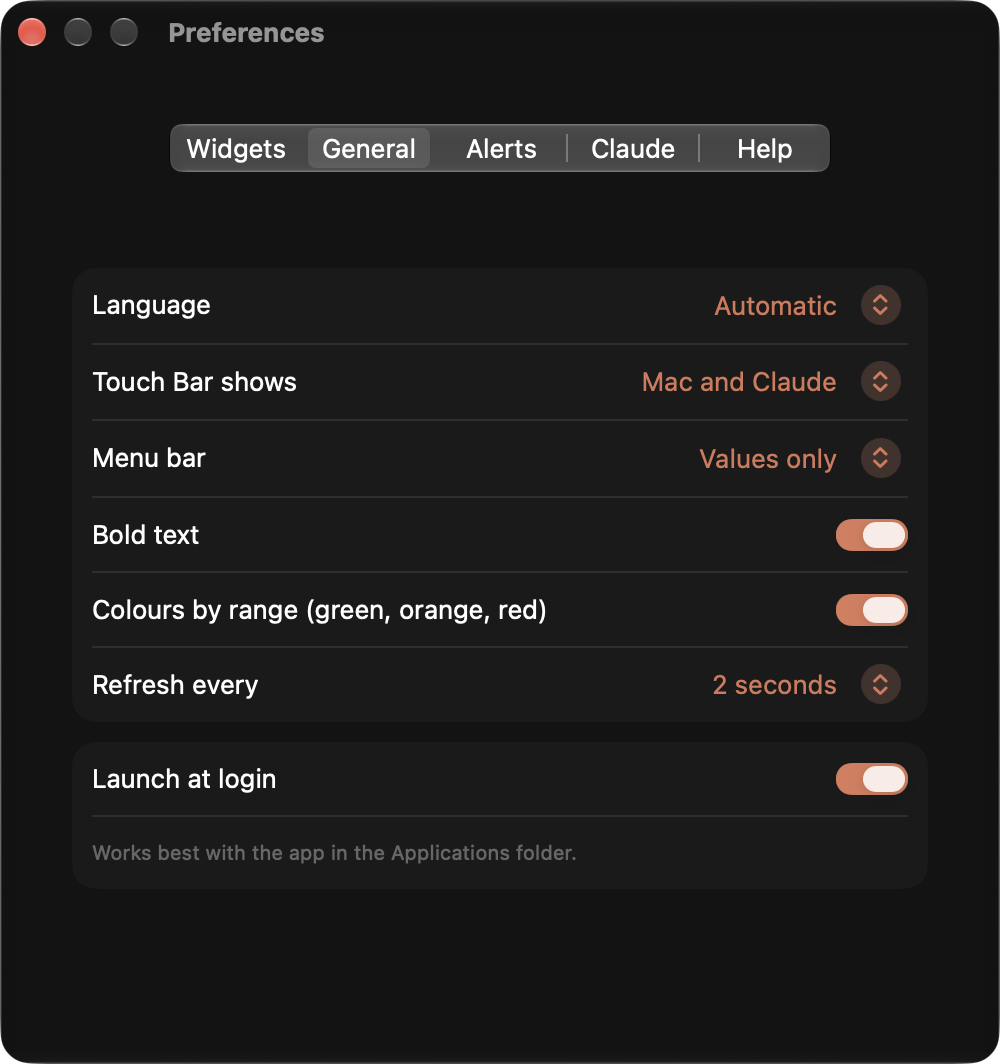 Preferences
Widgets General Alerts Claude Help
Language Automatic
Touch Bar shows Mac and Claude
Menu bar Values only
Bold text
Colours by range (green, orange, red)
Refresh every 2 seconds
Launch at login
Works best with the app in the Applications folder.